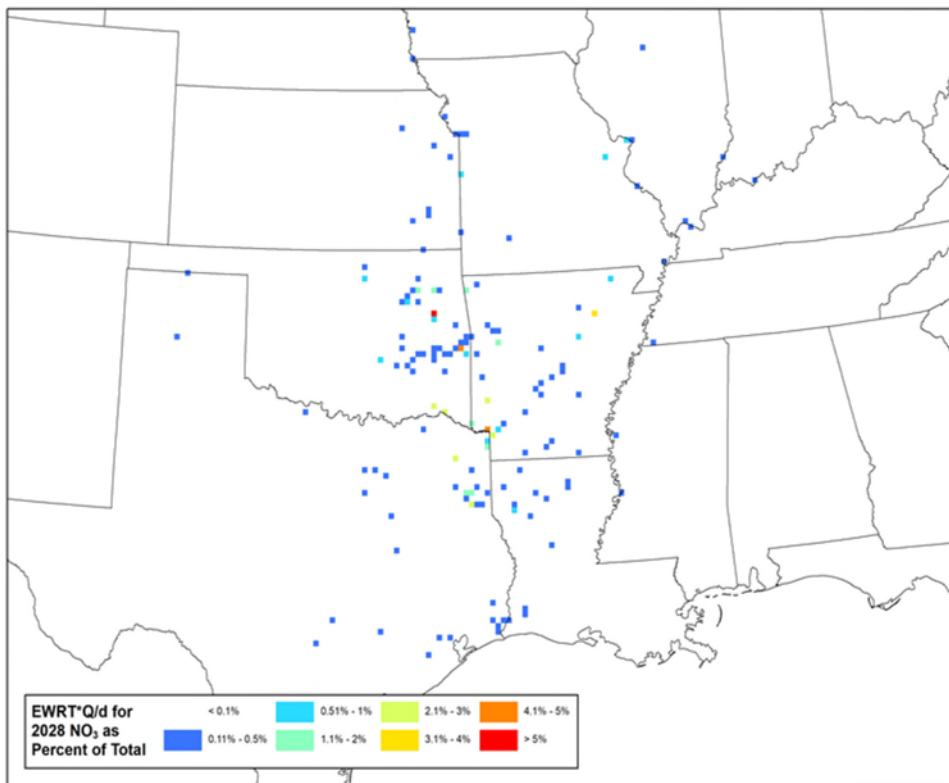 EWRT*Q/d for
2028 NO₃ as
Percent of Total
< 0.1%
0.51% - 1%
2.1% - 3%
4.1% - 5%
0.11% - 0.5%
1.1% - 2%
3.1% - 4%
> 5%